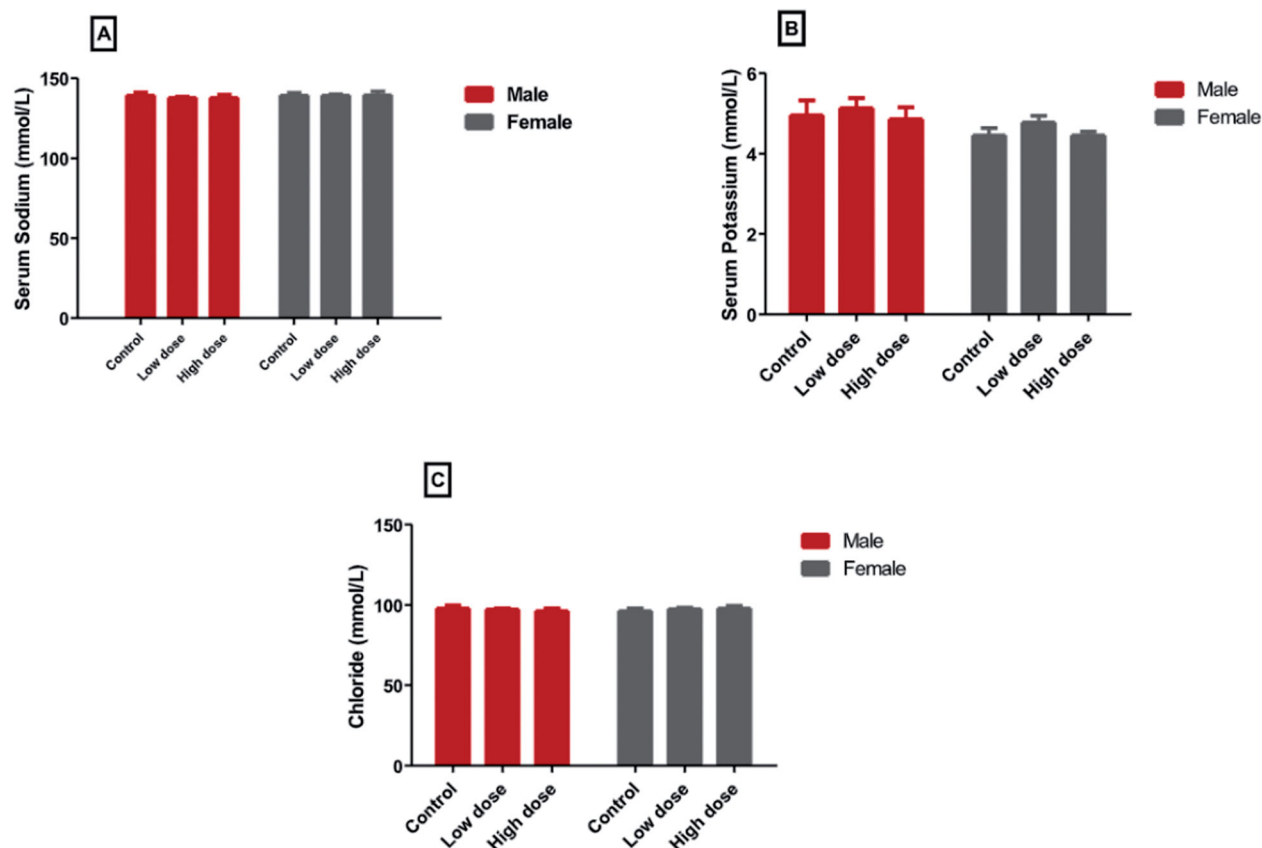 A
Serum Sodium (mmol/L)
150
100
50
0
Control
Low dose
High dose
Control
Low dose
High dose
Male
Female
B
Serum Potassium (mmol/L)
6
4
2
0
Control
Low dose
High dose
Control
Low dose
High dose
Male
Female
C
Chloride (mmol/L)
150
100
50
0
Control
Low dose
High dose
Control
Low dose
High dose
Male
Female